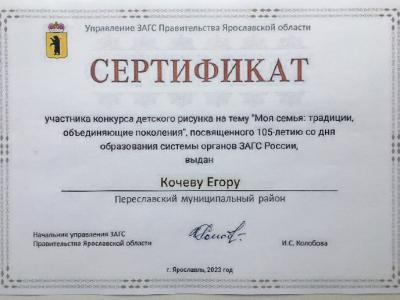 Управление ЗАГС Правительства Ярославской области
СЕРТИФИКАТ
участника конкурса детского рисунка на тему "Моя семья: традиции,
объединяющие поколения", посвященного 105-летию со дня
образования системы органов ЗАГС России,
выдан
Кочеву Егору
Переславский муниципальный район
Начальник управления ЗАГС
Правительства Ярославской области
И.С. Колобова
г. Ярославль, 2022 год